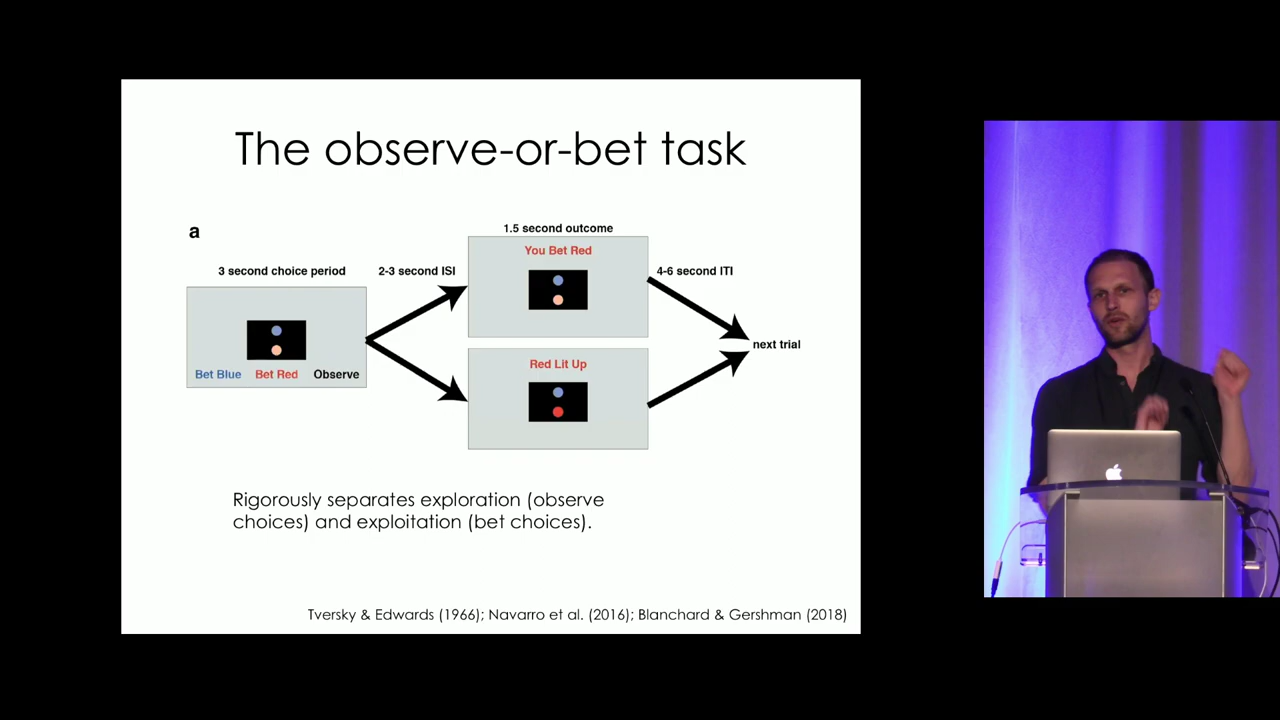 The observe-or-bet task
a
1.5 second outcome
You Bet Red
3 second choice period
2-3 second ISI
4-6 second ITI
next trial
Bet Blue Bet Red Observe
Red Lit Up
Rigorously separates exploration (observe
choices) and exploitation (bet choices).
Tversky & Edwards (1966); Navarro et al. (2016); Blanchard & Gershman (2018)